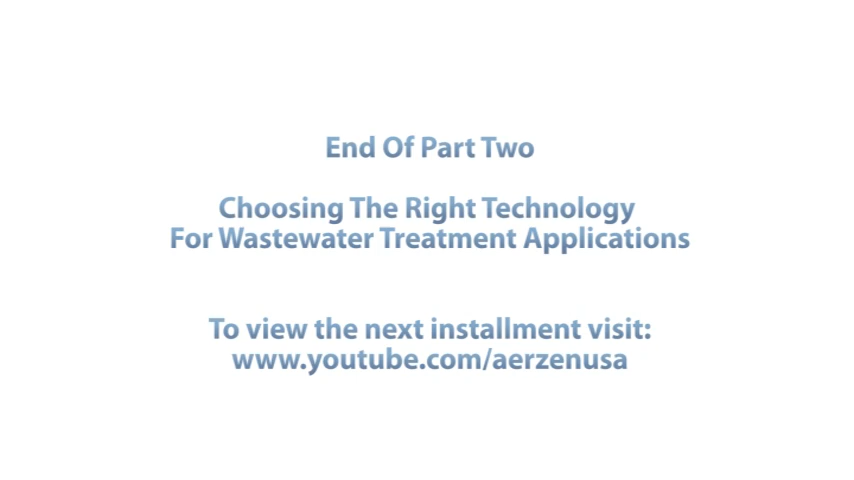 End Of Part Two
Choosing The Right Technology
For Wastewater Treatment Applications
To view the next installment visit:
www.youtube.com/aerzenusa